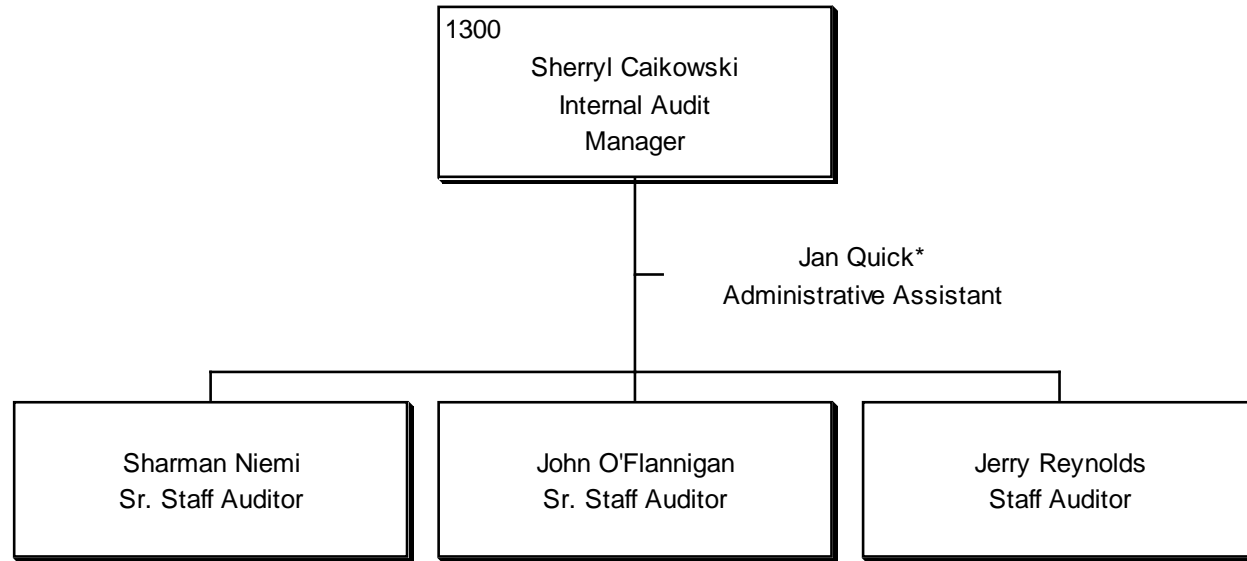 1300
Sherryl Caikowski
Internal Audit
Manager
Jan Quick*
Administrative Assistant
Sharman Niemi
Sr. Staff Auditor
John O'Flannigan
Sr. Staff Auditor
Jerry Reynolds
Staff Auditor